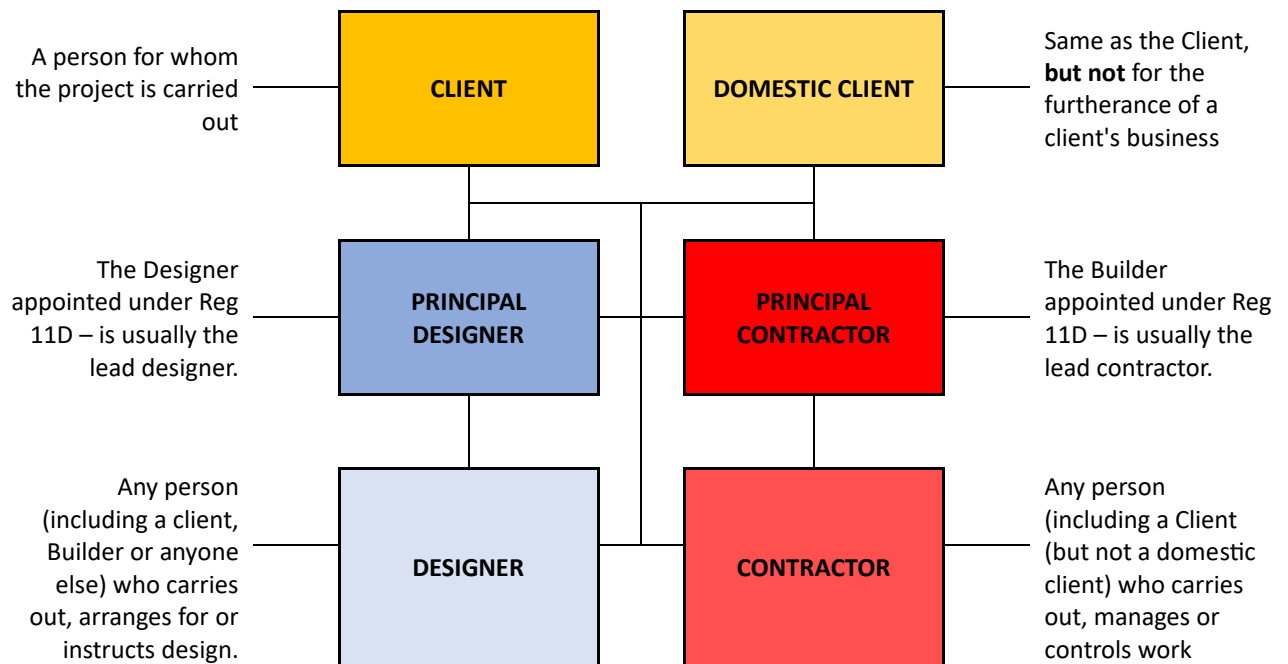 A person for whom
the project is carried
out
CLIENT
DOMESTIC CLIENT
Same as the Client,
but not for the
furtherance of a
client's business
The Designer
appointed under Reg
11D – is usually the
lead designer.
PRINCIPAL
DESIGNER
PRINCIPAL
CONTRACTOR
The Builder
appointed under Reg
11D – is usually the
lead contractor.
Any person
(including a client,
Builder or anyone
else) who carries
out, arranges for or
instructs design.
DESIGNER
CONTRACTOR
Any person
(including a Client
(but not a domestic
client) who carries
out, manages or
controls work